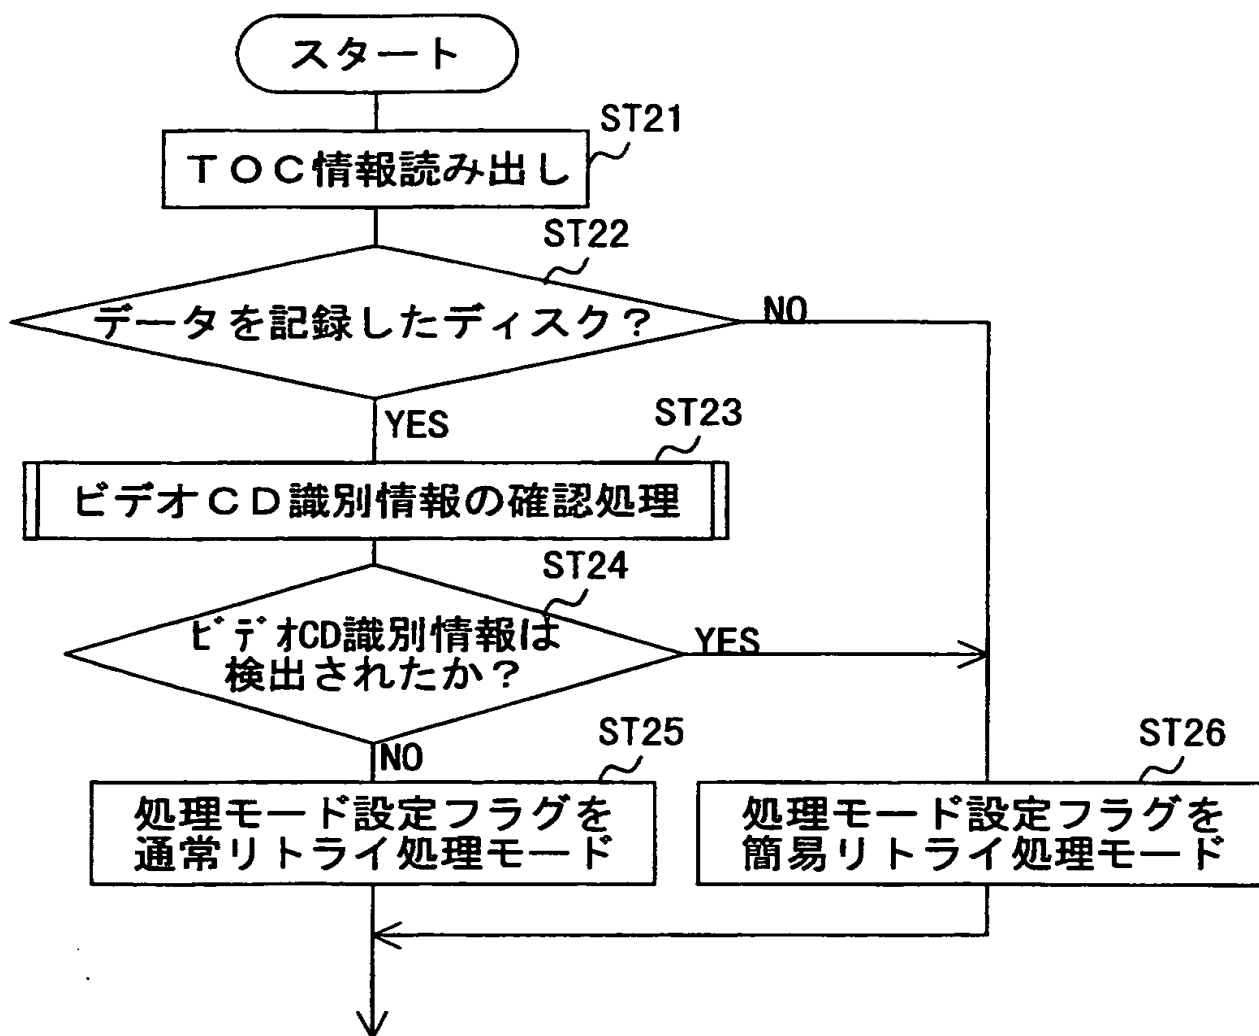 スタート
ST21
ＴＯＣ情報読み出し
ST22
データを記録したディスク？
NO
YES
ST23
ビデオＣＤ識別情報の確認処理
ST24
ﾋﾞﾃﾞｵCD識別情報は
検出されたか？
YES
NO
ST25
処理モード設定フラグを
通常リトライ処理モード
ST26
処理モード設定フラグを
簡易リトライ処理モード